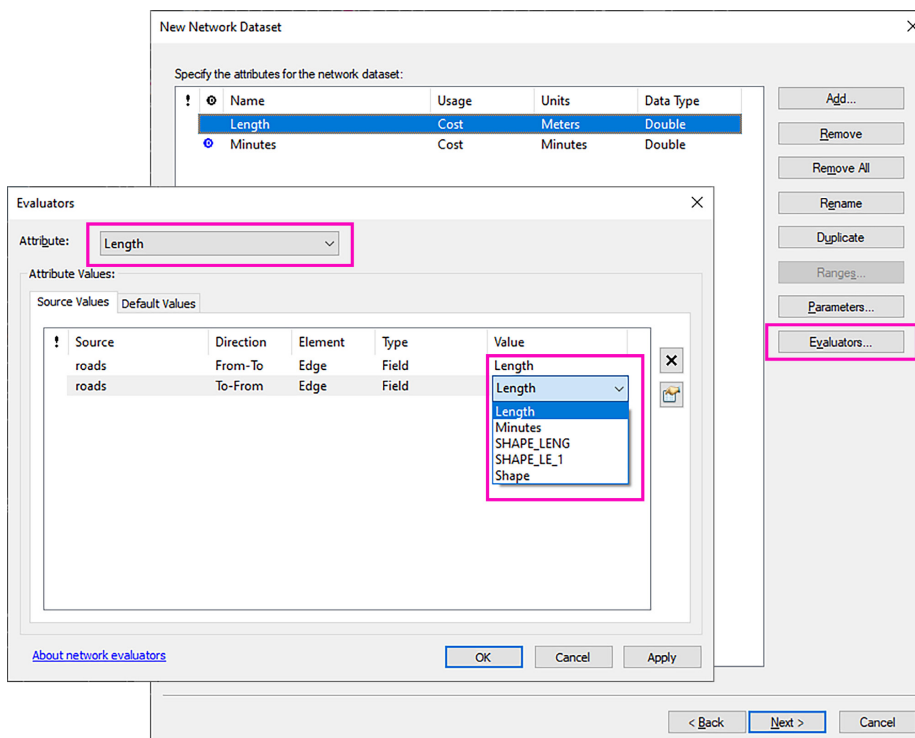 New Network Dataset
Specify the attributes for the network dataset:
! D Name Usage Units Data Type
Length Cost Meters Double
D Minutes Cost Minutes Double
Add...
Remove
Remove All
Rename
Duplicate
Ranges...
Parameters...
Evaluators...
Evaluators
Attribute: Length
Attribute Values:
Source Values Default Values
! Source Direction Element Type Value
roads From-To Edge Field Length
roads To-From Edge Field Length
Length
Minutes
SHAPE_LENG
SHAPE_LE_1
Shape
About network evaluators
OK Cancel Apply
< Back Next > Cancel